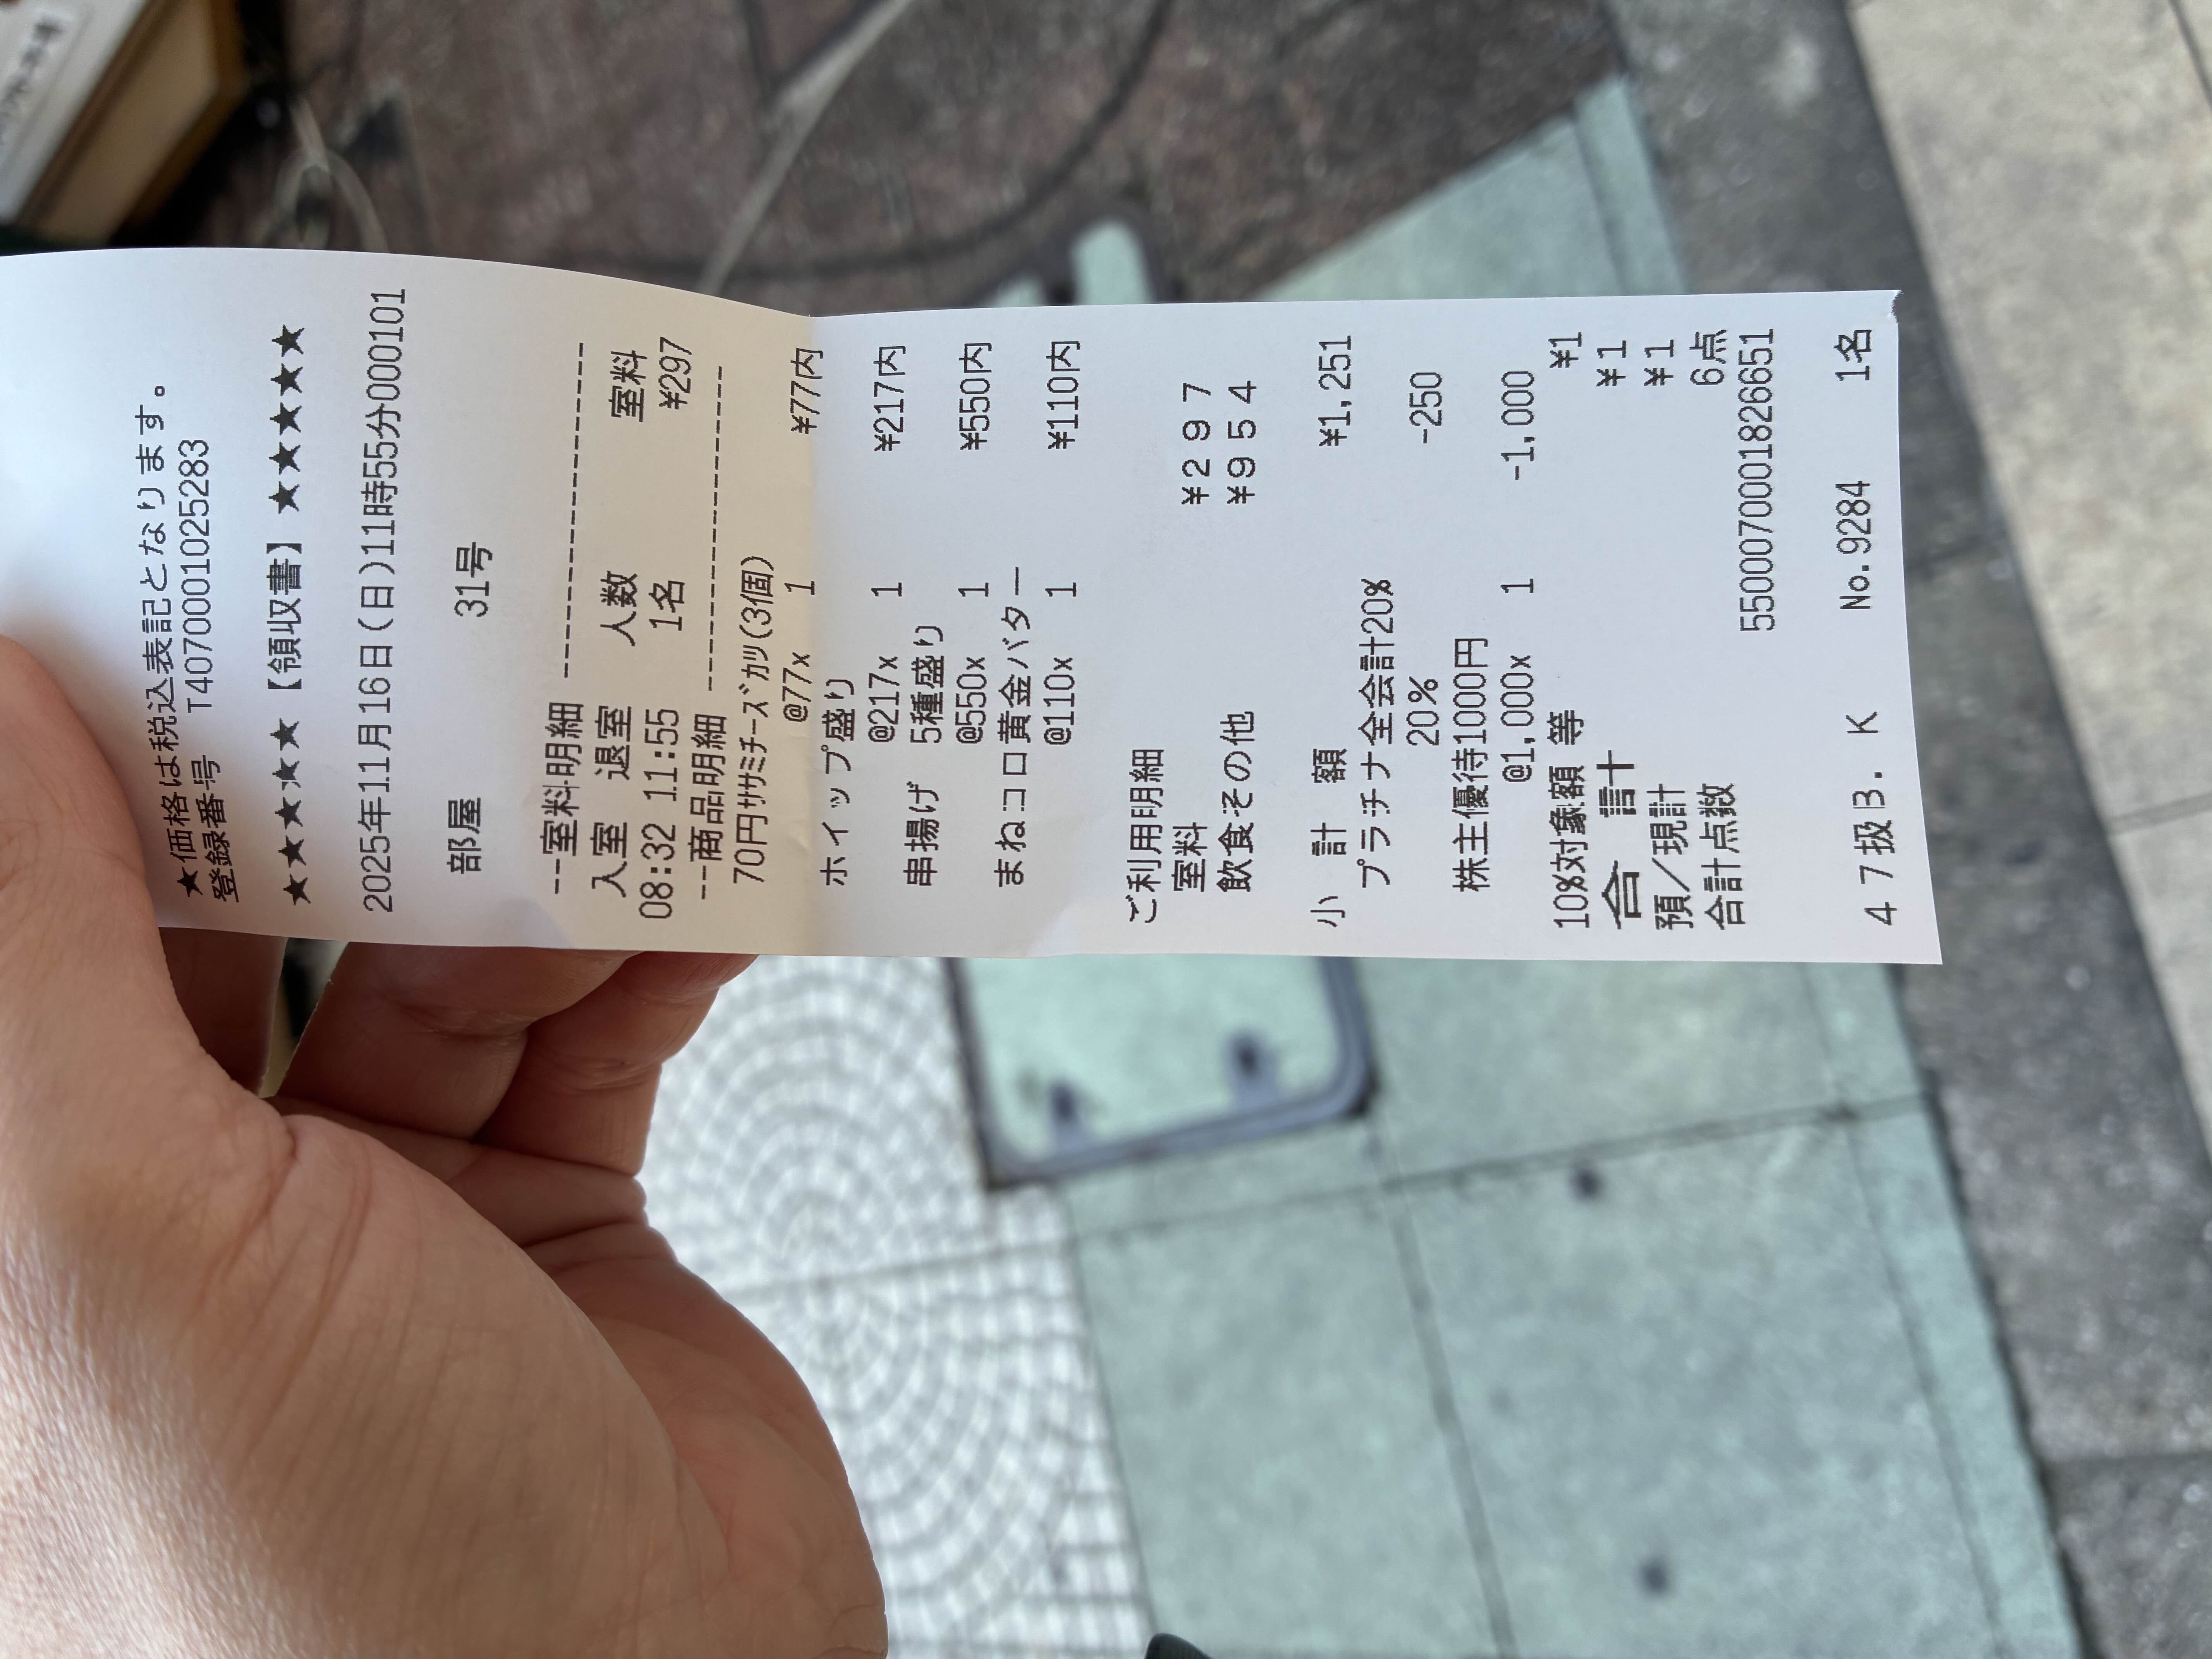 ★価格は税込表記となります。
登録番号 T4070001025283
★★★★★【領収書】★★★★★
2025年11月16日(日)11時55分000101
部屋 31号
--室料明細--------------------
入室 退室 人数 室料
08:32 11:55 1名 ¥297
--商品明細--------------------
70円ササミチーズカツ(3個)
@77x 1 ¥77内
ホイップ盛り
@217x 1 ¥217内
串揚げ 5種盛り
@550x 1 ¥550内
まねコロ黄金バター
@110x 1 ¥110内
ご利用明細
室料 ¥297
飲食その他 ¥954
小 計 額 ¥1,251
プラチナ全会計20%
20% -250
株主優待1000円
@1,000x 1 -1,000
10%対象額 等 ¥1
合 計 ¥1
預/現計 ¥1
合計点数 6点
5500070001826651
47扱B. K No.9284 1名